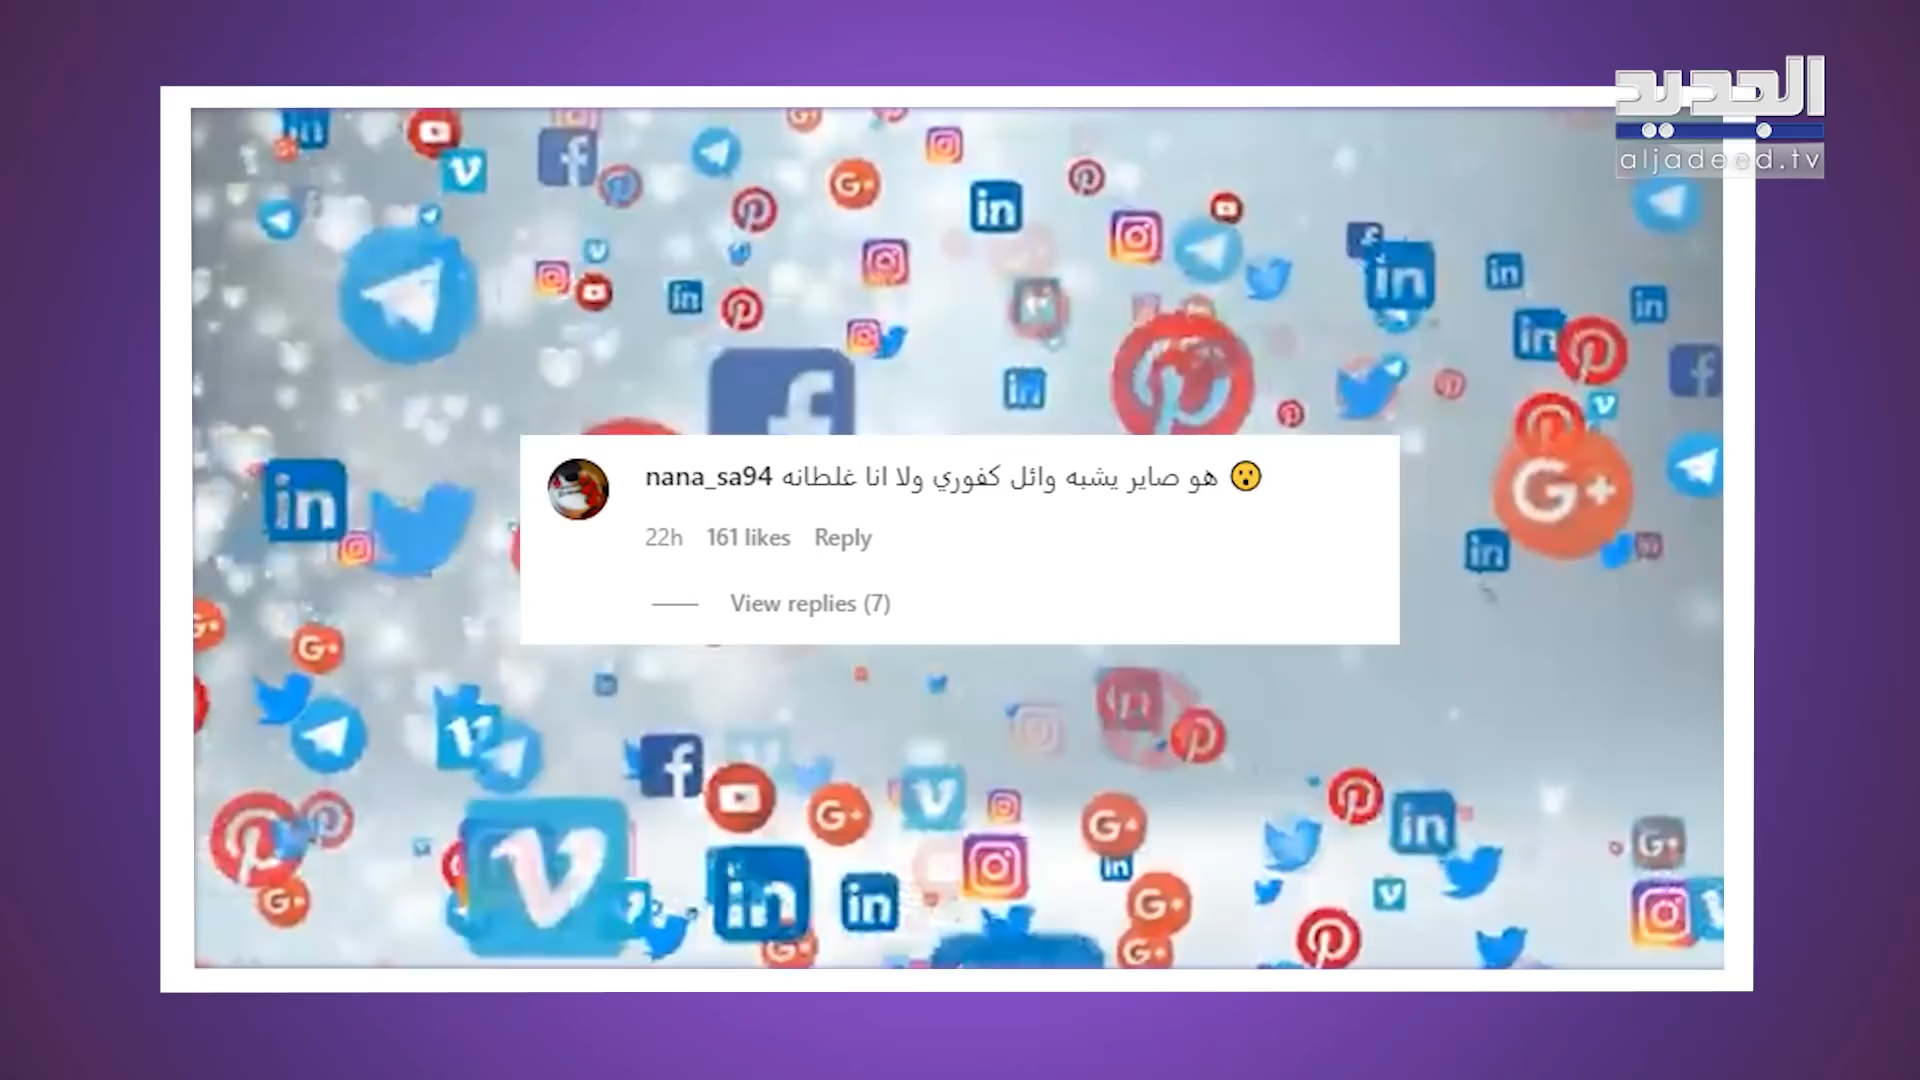 الجديد
aljadeed.tv
nana_sa94 هو صاير يشبه وائل كفوري ولا انا غلطانه 😮
22h 161 likes Reply
View replies (7)